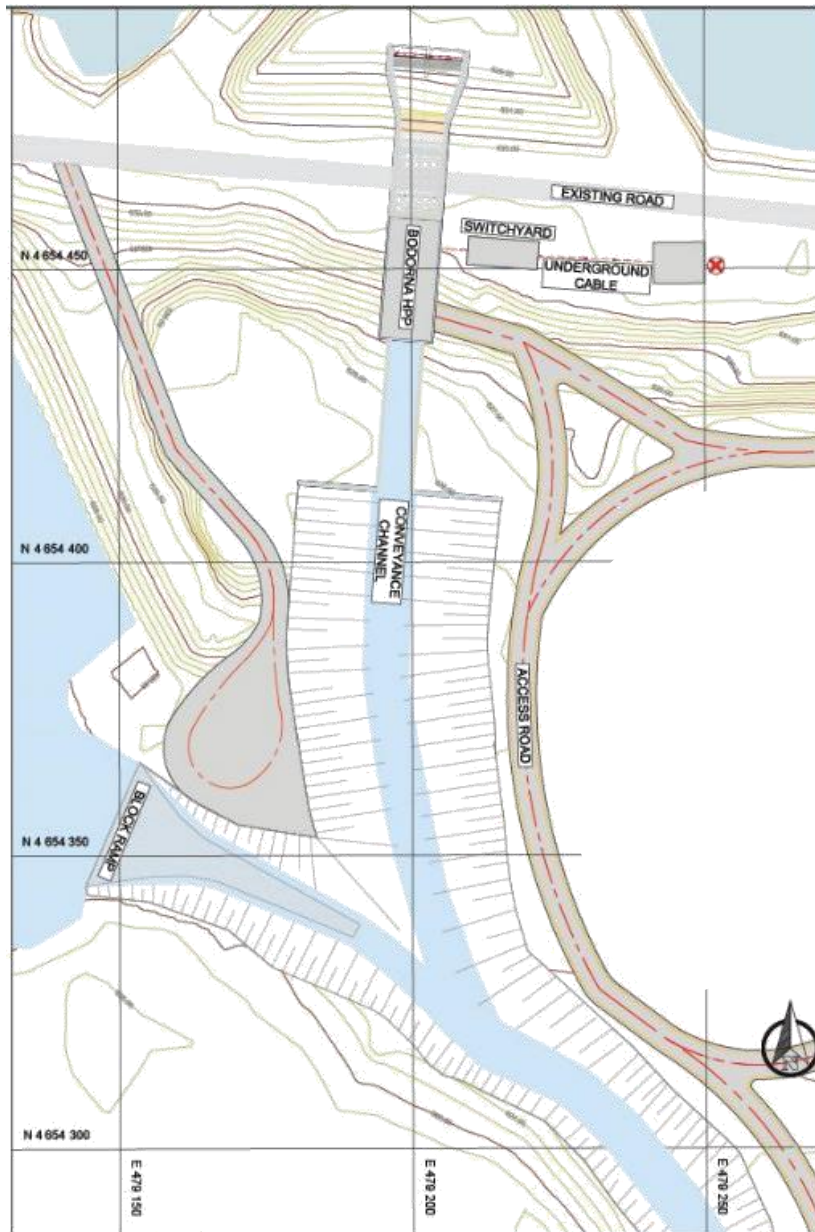 EXISTING ROAD
SWITCHYARD
BODORNA HPP
N 4 654 450
UNDERGROUND
CABLE
CONVEYANCE
CHANNEL
N 4 654 400
ACCESS ROAD
BLOCK RAMP
N 4 654 350
N
N 4 654 300
E 479 150
E 479 200
E 479 250